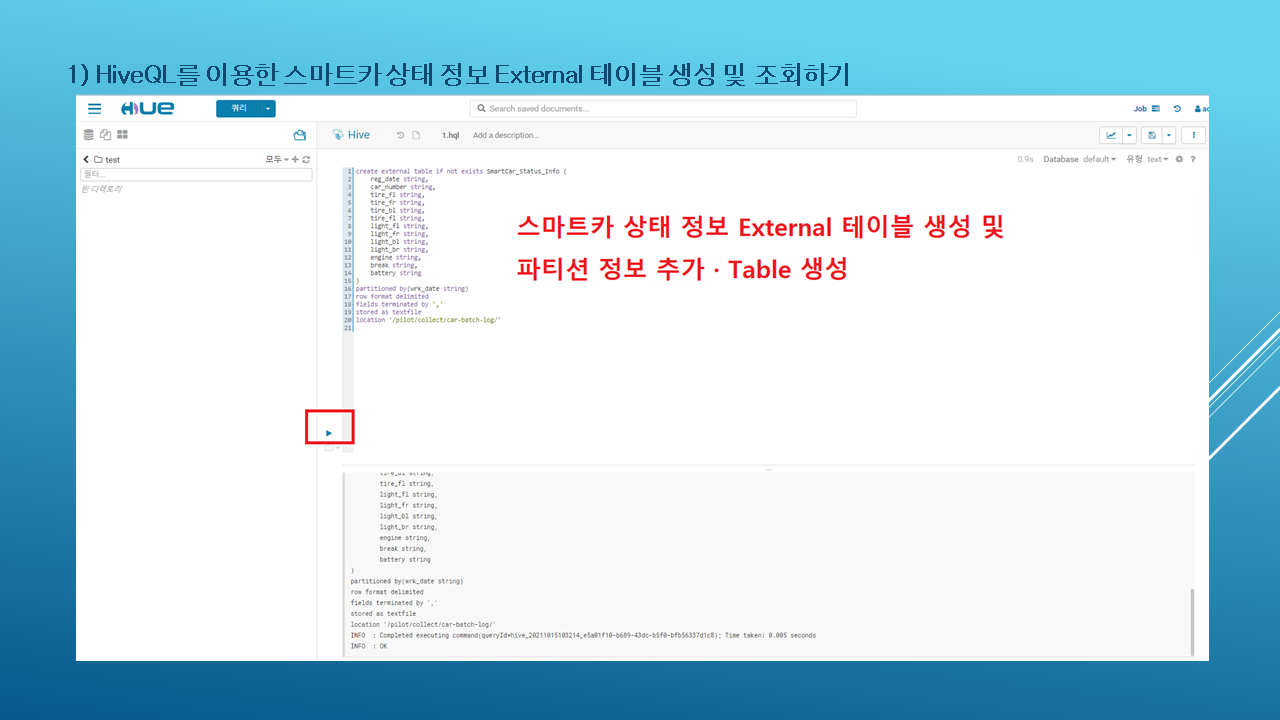 1) HiveQL를 이용한 스마트카 상태 정보 External 테이블 생성 및 조회하기
HUE
쿼리
Search saved documents...
Job
Hive
1.hql
Add a description...
test
모두
필터...
빈 디렉토리
0.9s Database default 유형 text ?
1 create external table if not exists SmartCar_Status_Info (
2 reg_date string,
3 car_number string,
4 tire_fl string,
5 tire_fr string,
6 tire_bl string,
7 tire_fl string,
8 light_fl string,
9 light_fr string,
10 light_bl string,
11 light_br string,
12 engine string,
13 break string,
14 battery string
15 )
16 partitioned by(wrk_date string)
17 row format delimited
18 fields terminated by ','
19 stored as textfile
20 location '/pilot/collect/car-batch-log/'
21
스마트카 상태 정보 External 테이블 생성 및
파티션 정보 추가 · Table 생성
tire_bl string,
tire_fl string,
light_fl string,
light_fr string,
light_bl string,
light_br string,
engine string,
break string,
battery string
)
partitioned by(wrk_date string)
row format delimited
fields terminated by ','
stored as textfile
location '/pilot/collect/car-batch-log/'
INFO : Completed executing command(queryId=hive_20211015103214_e5a01f10-b689-43dc-b5f0-bfb56337d1c8); Time taken: 0.005 seconds
INFO : OK